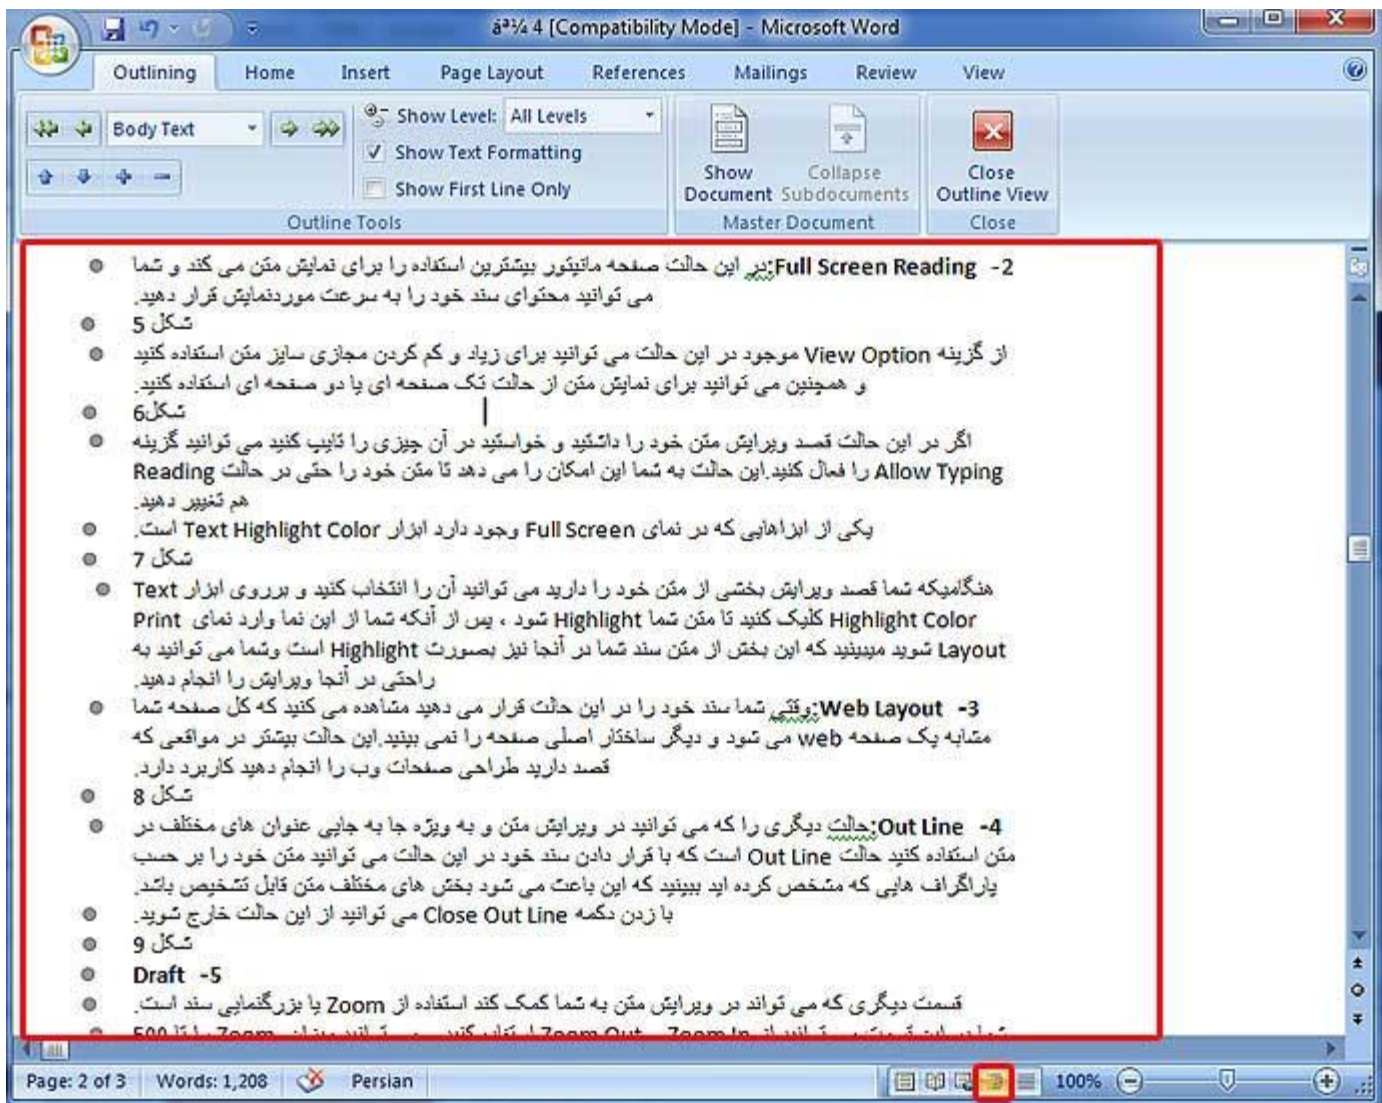 4 [Compatibility Mode] - Microsoft Word
Outlining Home Insert Page Layout References Mailings Review View
Body Text
Show Level: All Levels
Show Text Formatting
Show First Line Only
Outline Tools
Show Document
Collapse Subdocuments
Master Document
Close Outline View
Close
2- Full Screen Reading:در این حالت صفحه مانیتور بیشترین استفاده را برای نمایش متن می کند و شما
می توانید محتوای سند خود را به سرعت موردنمایش قرار دهید.
شکل 5
از گزینه View Option موجود در این حالت می توانید برای زیاد و کم کردن مجازی سایز متن استفاده کنید
و همچنین می توانید برای نمایش متن از حالت تک صفحه ای یا دو صفحه ای استفاده کنید.
شکل6
اگر در این حالت قصد ویرایش متن خود را داشتید و خواستید در آن چیزی را تایپ کنید می توانید گزینه
Allow Typing را فعال کنید.این حالت به شما این امکان را می دهد تا متن خود را حتی در حالت Reading
هم تغییر دهید.
یکی از ابزاهایی که در نمای Full Screen وجود دارد ابزار Text Highlight Color است.
شکل 7
هنگامیکه شما قصد ویرایش بخشی از متن خود را دارید می توانید آن را انتخاب کنید و برروی ابزار Text
Highlight Color کلیک کنید تا متن شما Highlight شود ، پس از آنکه شما از این نما وارد نمای Print
Layout شوید میبینید که این بخش از متن سند شما در آنجا نیز بصورت Highlight است وشما می توانید به
راحتی در آنجا ویرایش را انجام دهید.
3- Web Layout:وقتی شما سند خود را در این حالت قرار می دهید مشاهده می کنید که کل صفحه شما
مشابه یک صفحه web می شود و دیگر ساختار اصلی صفحه را نمی بینید.این حالت بیشتر در مواقعی که
قصد دارید طراحی صفحات وب را انجام دهید کاربرد دارد.
شکل 8
4- Out Line:حالت دیگری را که می توانید در ویرایش متن و به ویژه جا به جایی عنوان های مختلف در
متن استفاده کنید حالت Out Line است که با قرار دادن سند خود در این حالت می توانید متن خود را بر حسب
پاراگراف هایی که مشخص کرده اید ببینید که این باعث می شود بخش های مختلف متن قابل تشخیص باشد.
با زدن دکمه Close Out Line می توانید از این حالت خارج شوید.
شکل 9
5- Draft
قسمت دیگری که می تواند در ویرایش متن به شما کمک کند استفاده از Zoom یا بزرگنمایی سند است.
Page: 2 of 3 Words: 1,208 Persian 100%